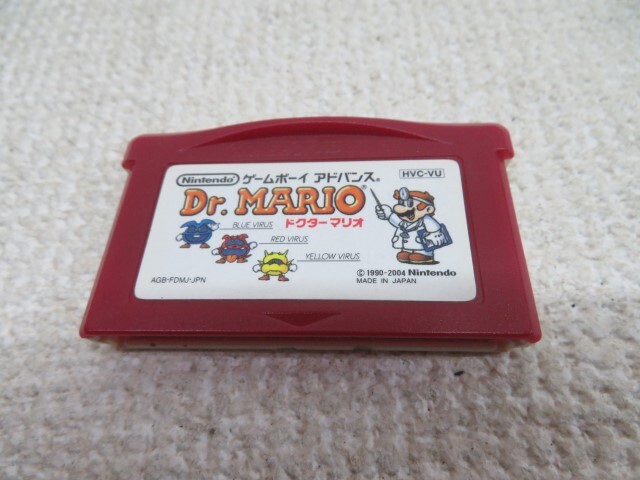 Nintendo ゲームボーイ アドバンス® HVC-VU
Dr. MARIO®
ドクターマリオ
BLUE VIRUS
RED VIRUS
YELLOW VIRUS
AGB-FDMJ-JPN
© 1990-2004 Nintendo
MADE IN JAPAN